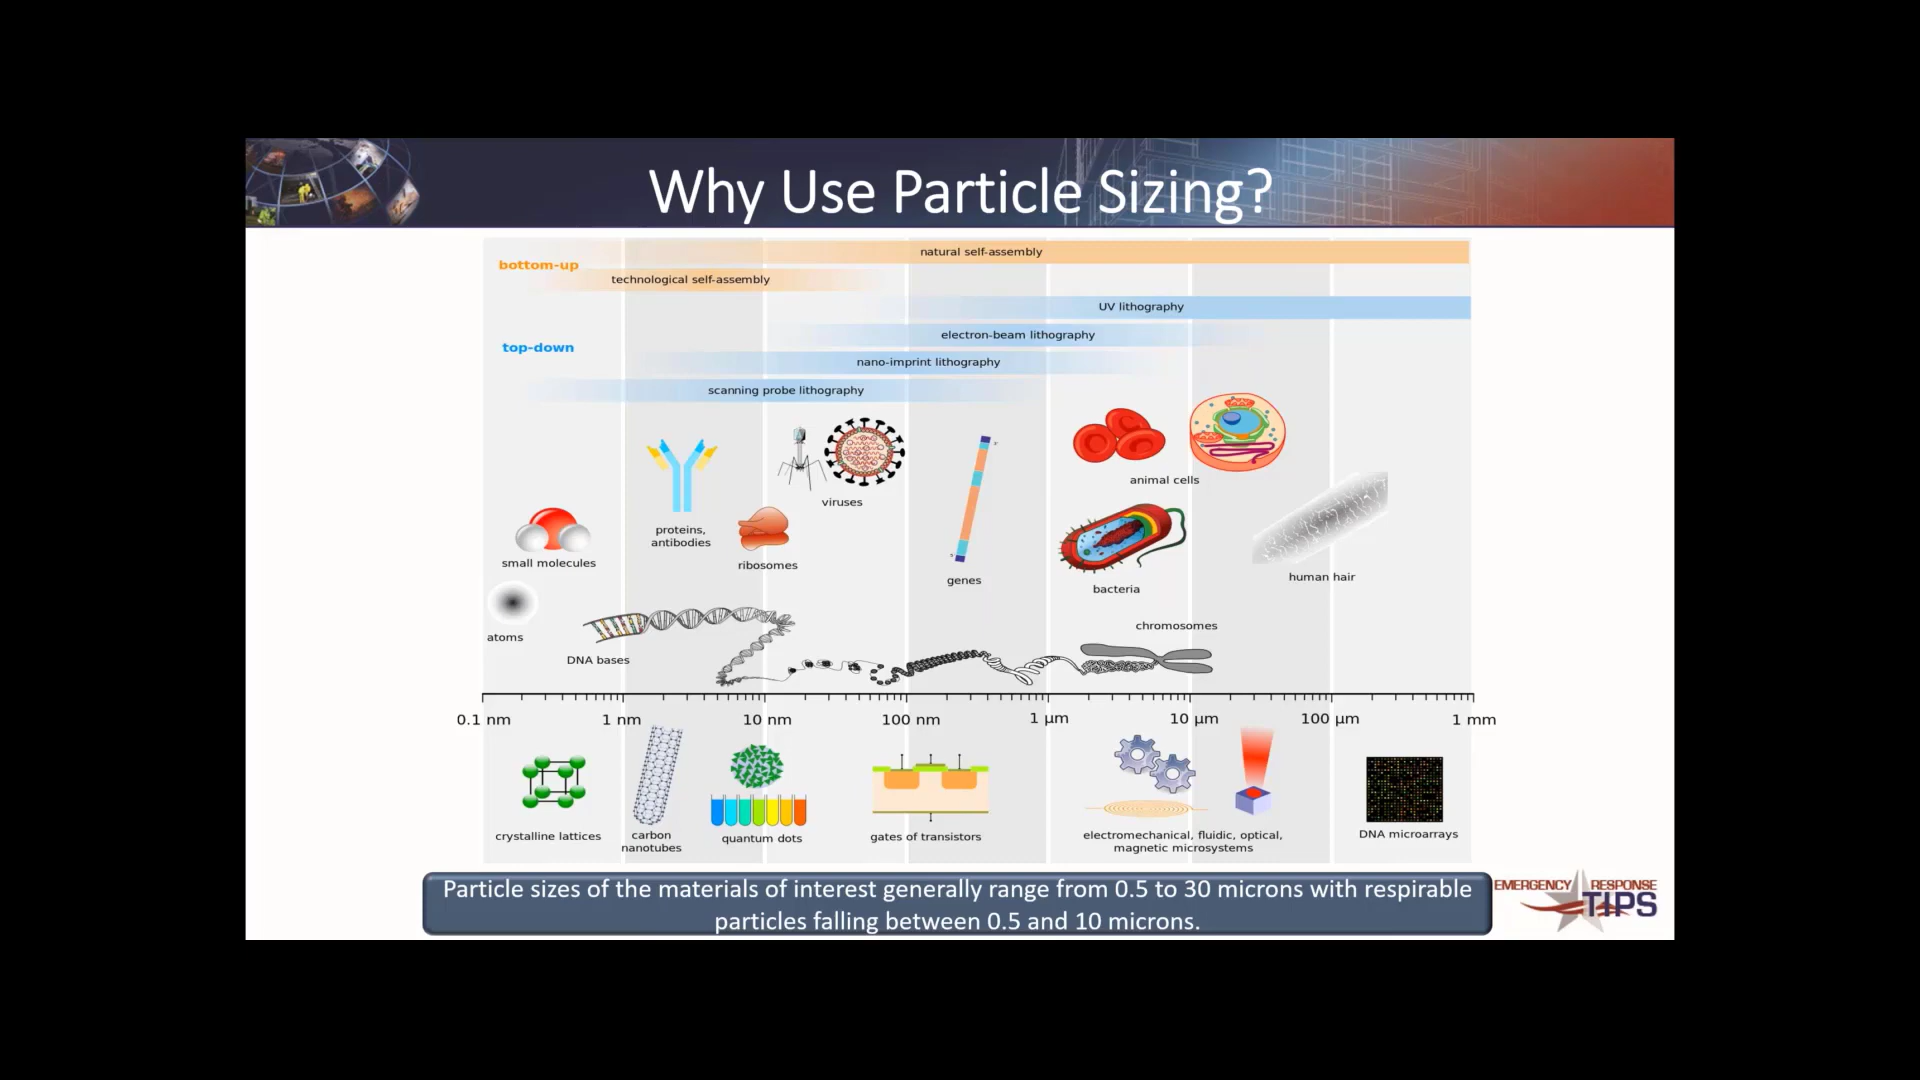 Why Use Particle Sizing?
natural self-assembly
bottom-up
technological self-assembly
UV lithography
electron-beam lithography
top-down
nano-imprint lithography
scanning probe lithography
animal cells
viruses
proteins,
antibodies
small molecules
ribosomes
genes
bacteria
human hair
atoms
chromosomes
DNA bases
0.1 nm 1 nm 10 nm 100 nm 1 µm 10 µm 100 µm 1 mm
crystalline lattices
carbon
nanotubes
quantum dots
gates of transistors
electromechanical, fluidic, optical,
magnetic microsystems
DNA microarrays
Particle sizes of the materials of interest generally range from 0.5 to 30 microns with respirable
particles falling between 0.5 and 10 microns.
EMERGENCY RESPONSE
TIPS